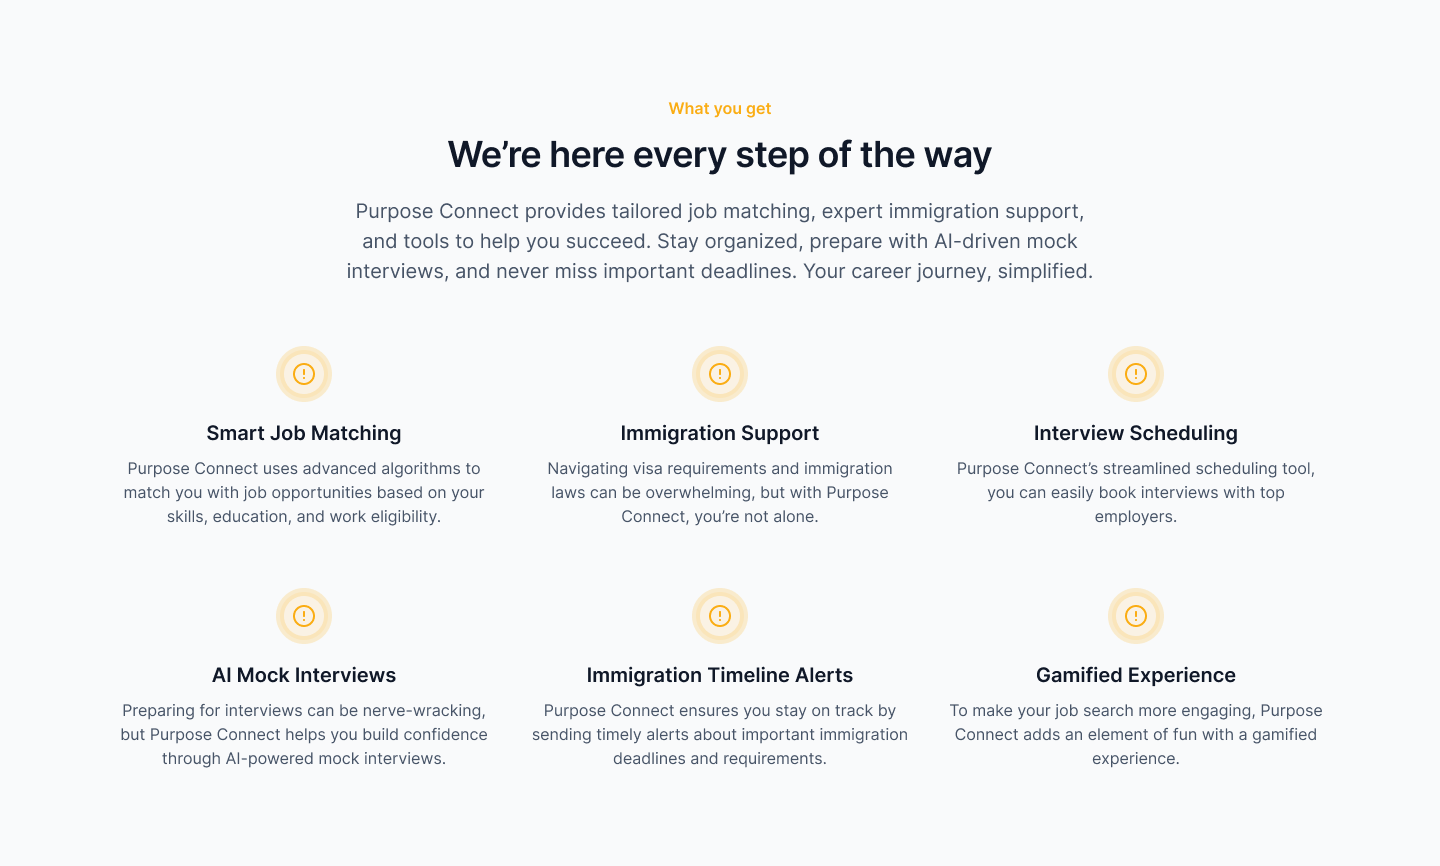 What you get
We’re here every step of the way
Purpose Connect provides tailored job matching, expert immigration support,
and tools to help you succeed. Stay organized, prepare with AI-driven mock
interviews, and never miss important deadlines. Your career journey, simplified.
Smart Job Matching
Purpose Connect uses advanced algorithms to
match you with job opportunities based on your
skills, education, and work eligibility.
Immigration Support
Navigating visa requirements and immigration
laws can be overwhelming, but with Purpose
Connect, you’re not alone.
Interview Scheduling
Purpose Connect’s streamlined scheduling tool,
you can easily book interviews with top
employers.
AI Mock Interviews
Preparing for interviews can be nerve-wracking,
but Purpose Connect helps you build confidence
through AI-powered mock interviews.
Immigration Timeline Alerts
Purpose Connect ensures you stay on track by
sending timely alerts about important immigration
deadlines and requirements.
Gamified Experience
To make your job search more engaging, Purpose
Connect adds an element of fun with a gamified
experience.